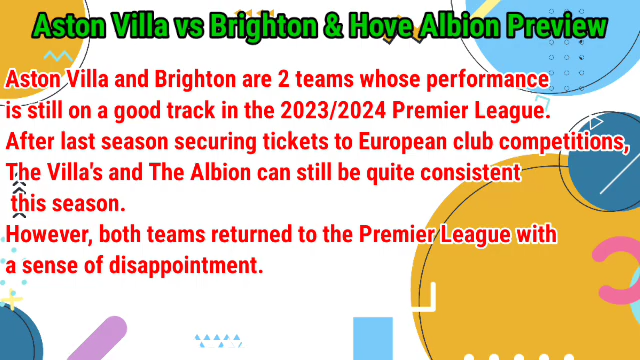 Aston Villa vs Brighton & Hove Albion Preview
Aston Villa and Brighton are 2 teams whose performance
is still on a good track in the 2023/2024 Premier League.
After last season securing tickets to European club competitions,
The Villa's and The Albion can still be quite consistent
this season.
However, both teams returned to the Premier League with
a sense of disappointment.